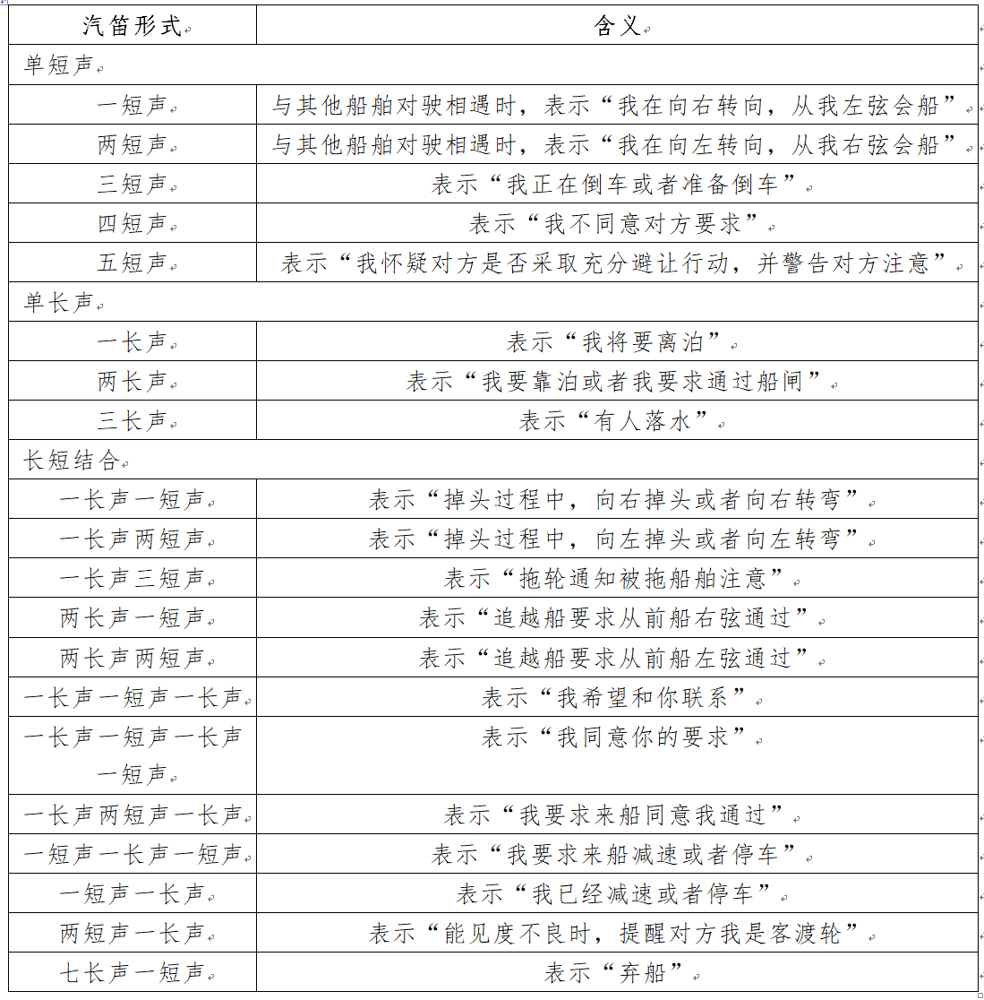 汽笛形式 含义
单短声
一短声 与其他船舶对驶相遇时，表示“我在向右转向，从我左弦会船”
两短声 与其他船舶对驶相遇时，表示“我在向左转向，从我右弦会船”
三短声 表示“我正在倒车或者准备倒车”
四短声 表示“我不同意对方要求”
五短声 表示“我怀疑对方是否采取充分避让行动，并警告对方注意”
单长声
一长声 表示“我将要离泊”
两长声 表示“我要靠泊或者我要求通过船闸”
三长声 表示“有人落水”
长短结合
一长声一短声 表示“掉头过程中，向右掉头或者向右转弯”
一长声两短声 表示“掉头过程中，向左掉头或者向左转弯”
一长声三短声 表示“拖轮通知被拖船舶注意”
两长声一短声 表示“追越船要求从前船右弦通过”
两长声两短声 表示“追越船要求从前船左弦通过”
一长声一短声一长声 表示“我希望和你联系”
一长声一短声一长声 表示“我同意你的要求”
一短声
一长声两短声一长声 表示“我要求来船同意我通过”
一短声一长声一短声 表示“我要求来船减速或者停车”
一短声一长声 表示“我已经减速或者停车”
两短声一长声 表示“能见度不良时，提醒对方我是客渡轮”
七长声一短声 表示“弃船”